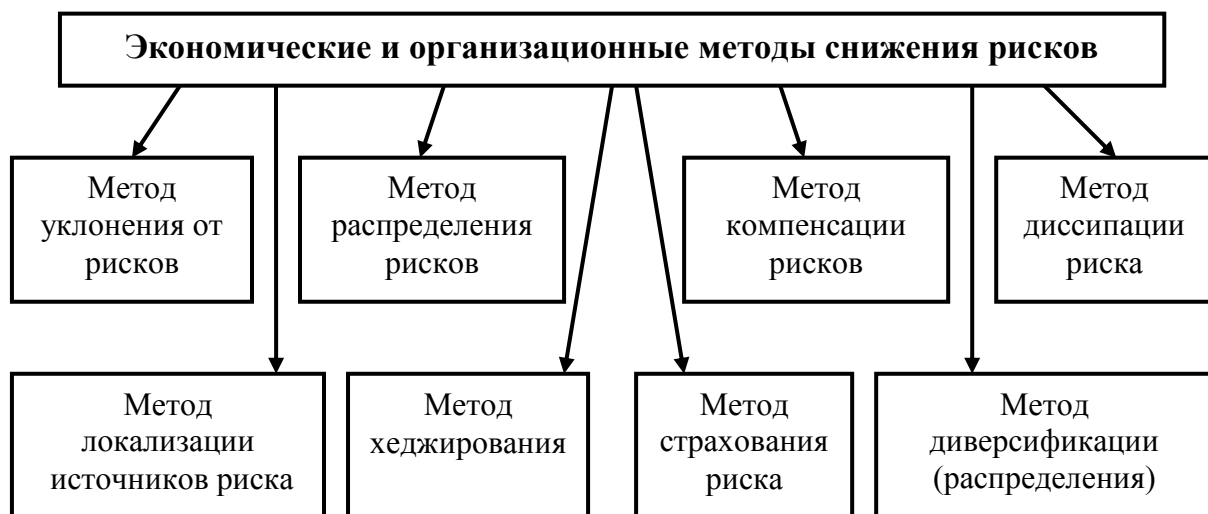 Экономические и организационные методы снижения рисков
Метод
уклонения от
рисков
Метод
распределения
рисков
Метод
компенсации
рисков
Метод
диссипации
риска
Метод
локализации
источников риска
Метод
хеджирования
Метод
страхования
риска
Метод
диверсификации
(распределения)